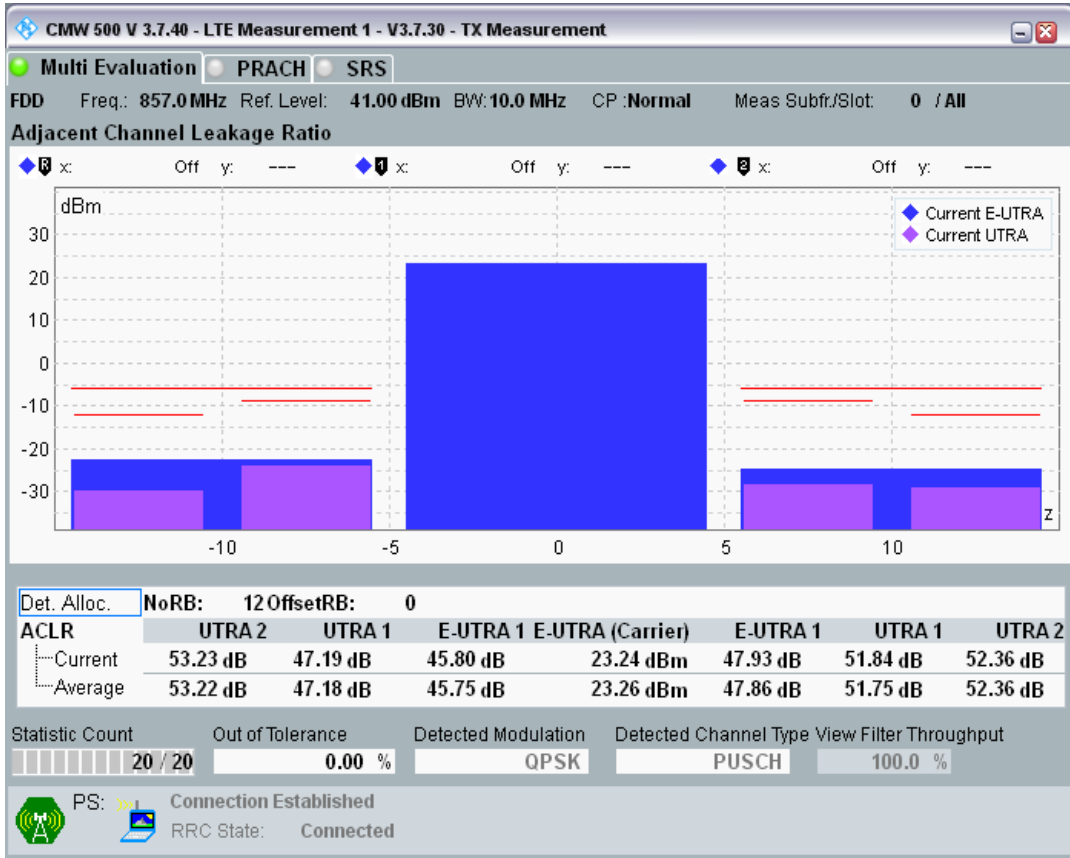 CMW 500 V 3.7.40 - LTE Measurement 1 - V3.7.30 - TX Measurement
Multi Evaluation PRACH SRS
FDD Freq.: 857.0 MHz Ref. Level: 41.00 dBm BW: 10.0 MHz CP :Normal Meas Subfr./Slot: 0 / All
Adjacent Channel Leakage Ratio
R x: Off y: --- 1 x: Off y: --- 2 x: Off y: ---
dBm
Current E-UTRA
Current UTRA
30
20
10
0
-10
-20
-30
z
-10 -5 0 5 10
Det. Alloc. NoRB: 12 OffsetRB: 0
ACLR UTRA 2 UTRA 1 E-UTRA 1 E-UTRA (Carrier) E-UTRA 1 UTRA 1 UTRA 2
Current 53.23 dB 47.19 dB 45.80 dB 23.24 dBm 47.93 dB 51.84 dB 52.36 dB
Average 53.22 dB 47.18 dB 45.75 dB 23.26 dBm 47.86 dB 51.75 dB 52.36 dB
Statistic Count Out of Tolerance Detected Modulation Detected Channel Type View Filter Throughput
20 / 20 0.00 % QPSK PUSCH 100.0 %
PS: Connection Established
RRC State: Connected